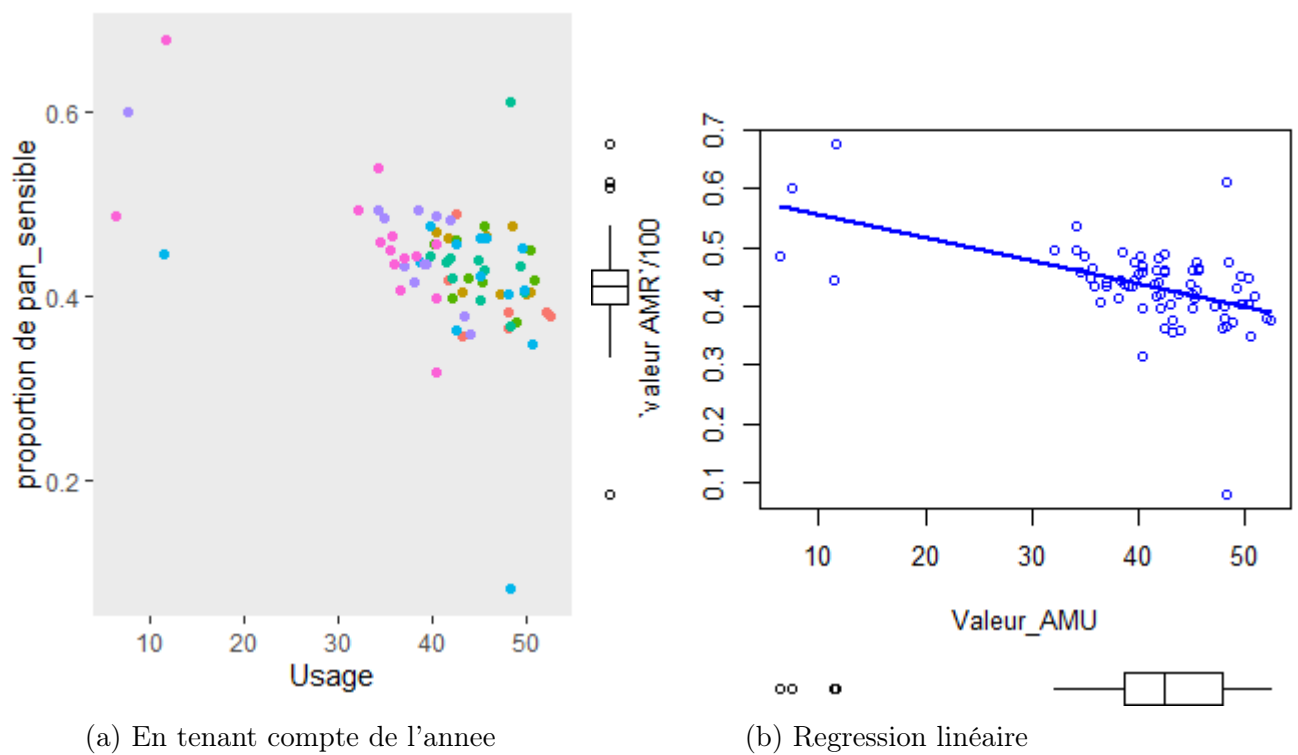 proportion de pan_sensible
0.6
0.4
0.2
10 20 30 40 50
Usage
(a) En tenant compte de l'annee
valeur AMR`/100
0.7
0.6
0.5
0.4
0.3
0.2
0.1
10 20 30 40 50
Valeur_AMU
(b) Regression linéaire